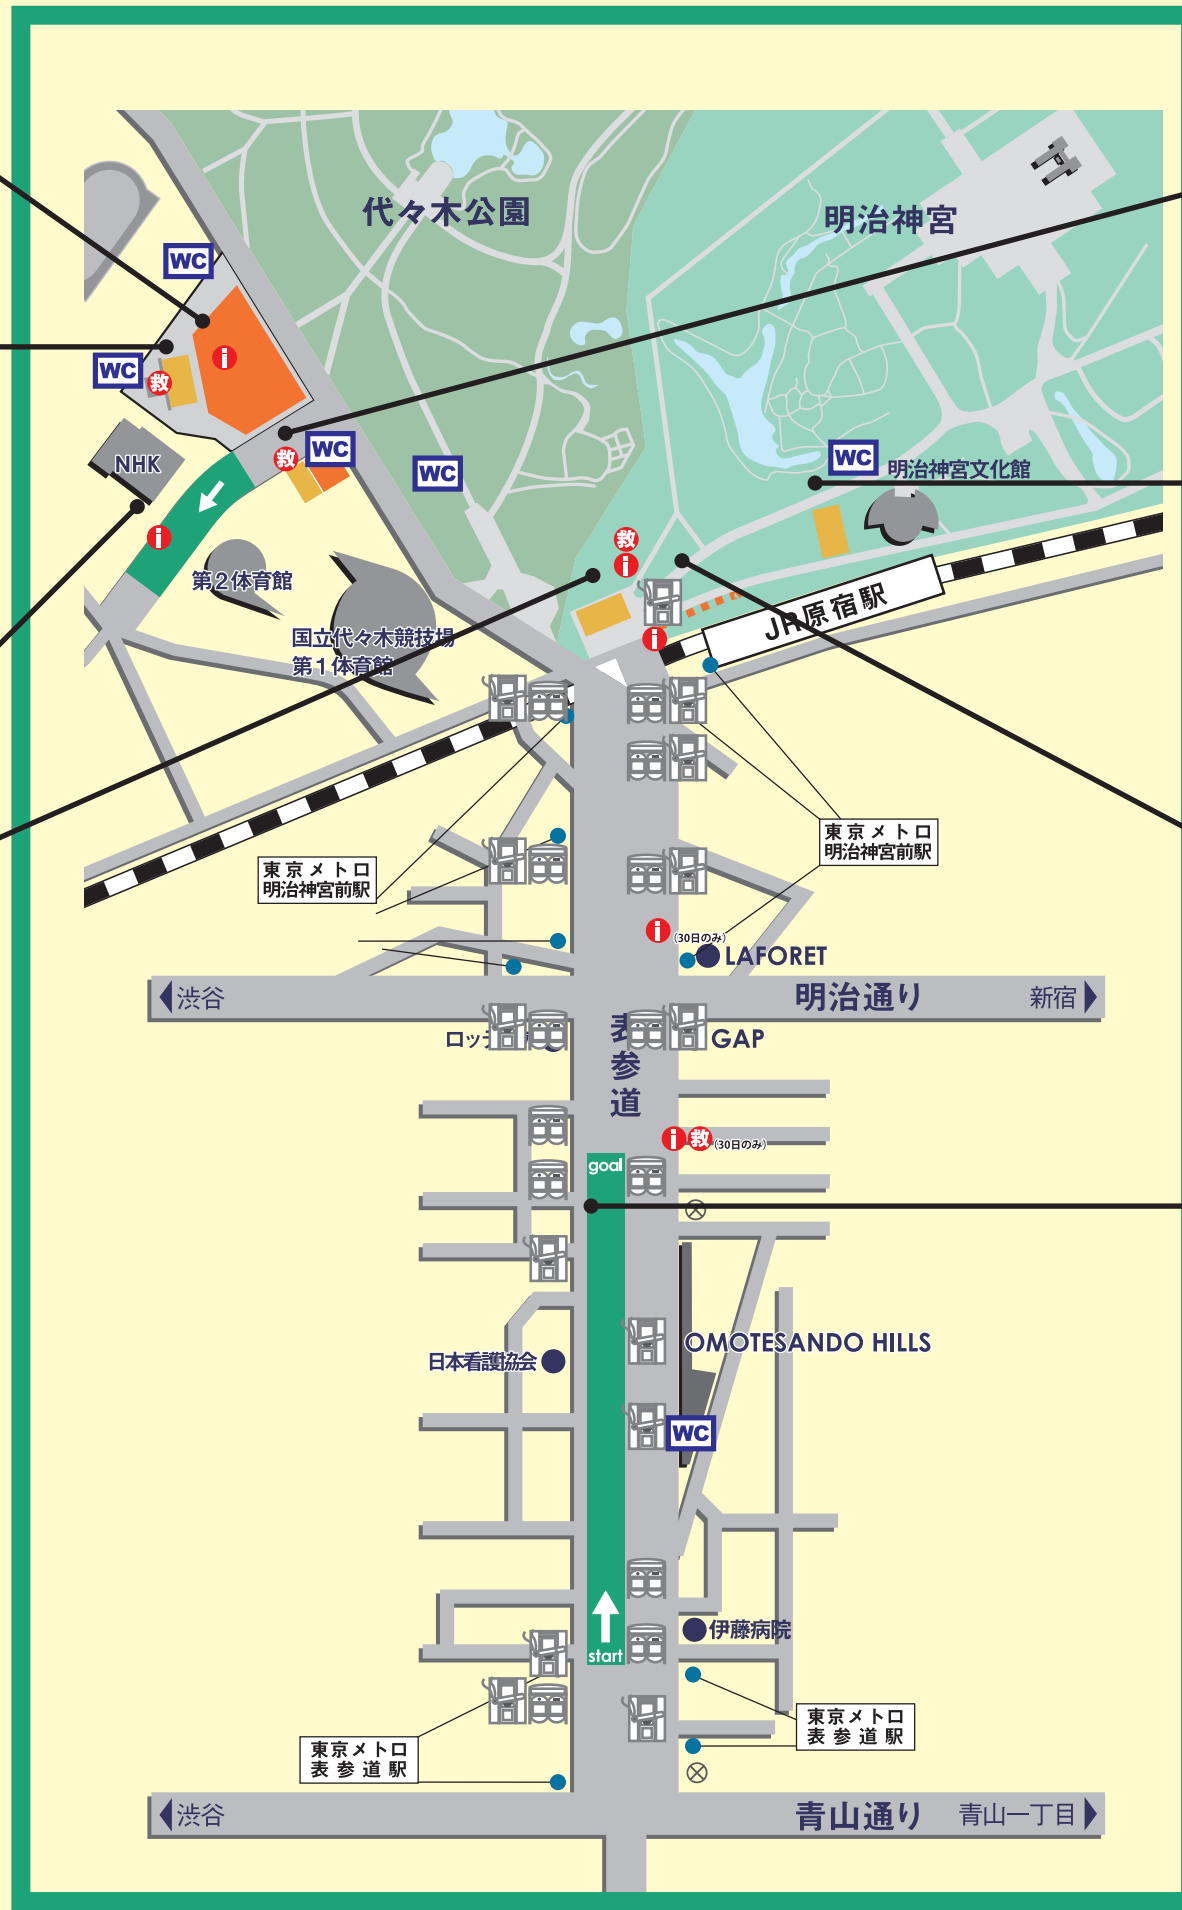 代々木公園
明治神宮
WC
WC
i
救
NHK
救
WC
WC
WC
明治神宮文化館
i
第2体育館
救
i
国立代々木競技場
第1体育館
i
JR原宿駅
東京メトロ
明治神宮前駅
東京メトロ
明治神宮前駅
i
(30日のみ)
LAFORET
渋谷
明治通り
新宿
ロッ
GAP
表参道
i
救
(30日のみ)
goal
OMOTESANDO HILLS
日本看護協会
WC
伊藤病院
start
東京メトロ
表参道駅
東京メトロ
表参道駅
渋谷
青山通り
青山一丁目